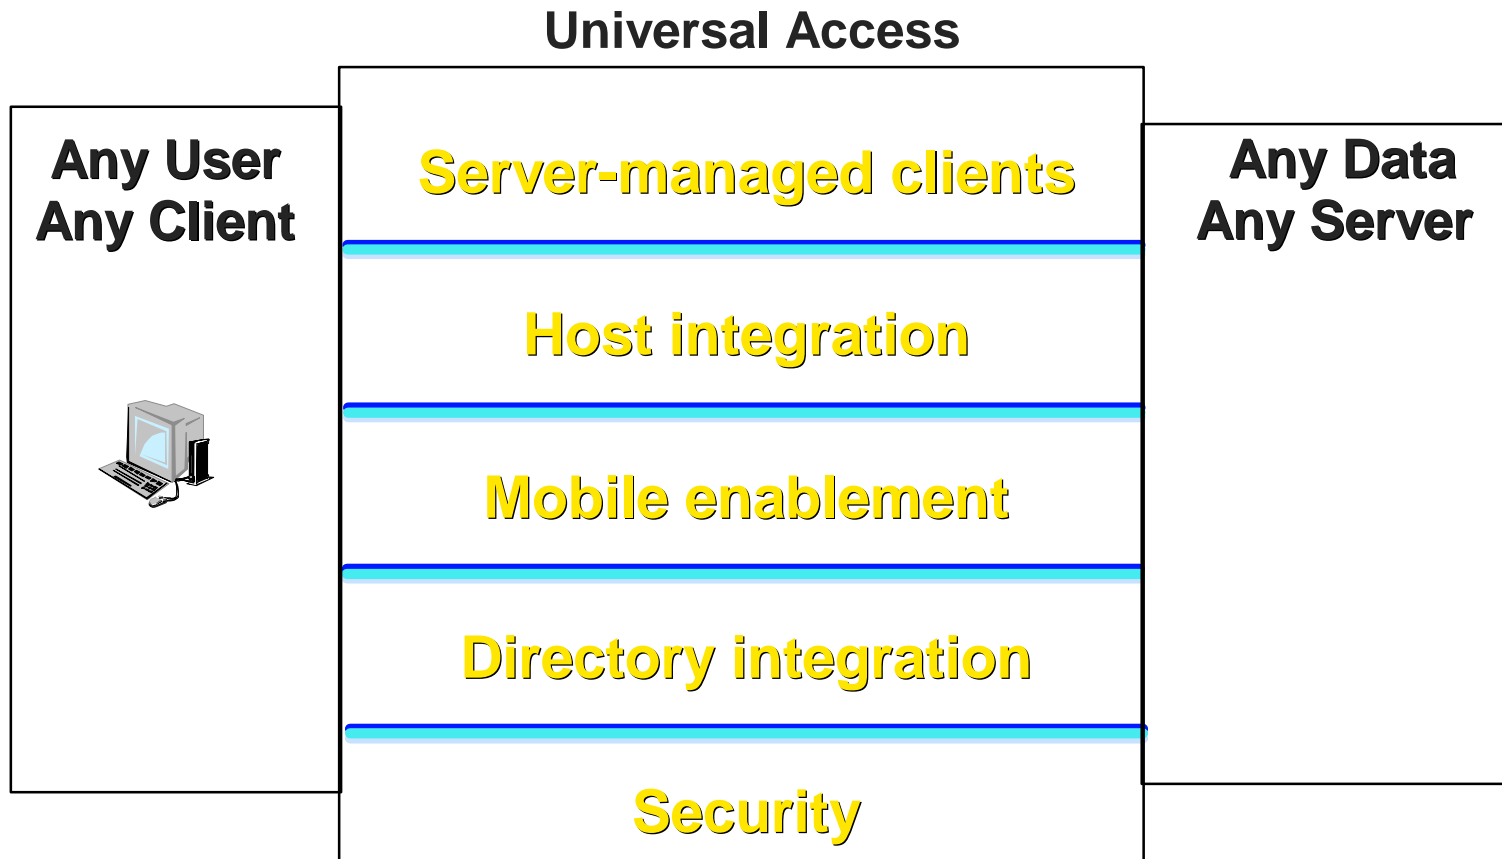 Universal Access
Any User
Any Client
Server-managed clients
Host integration
Mobile enablement
Directory integration
Security
Any Data
Any Server